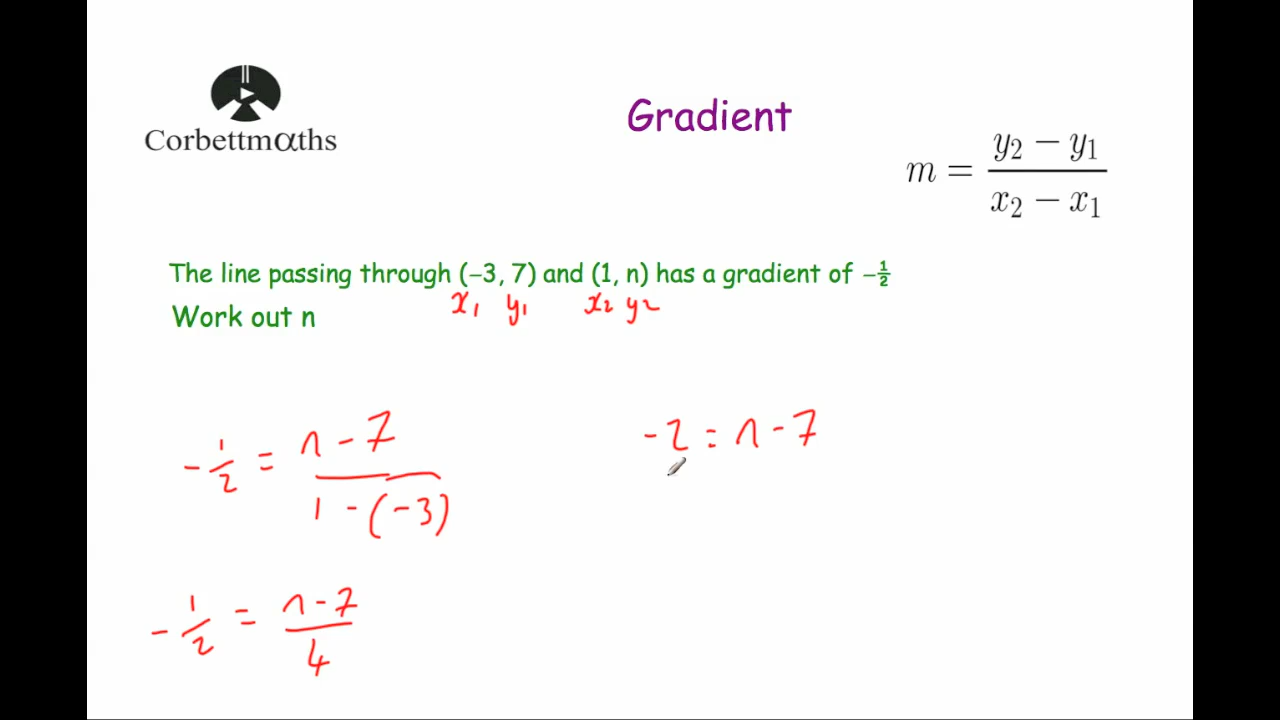 Corbettmαths
Gradient
m = y₂ − y₁ / x₂ − x₁
The line passing through (−3, 7) and (1, n) has a gradient of −½
x₁ y₁ x₂ y₂
Work out n
-1/2 = n - 7 / 1 - (-3)
-1/2 = n - 7 / 4
-2 = n - 7